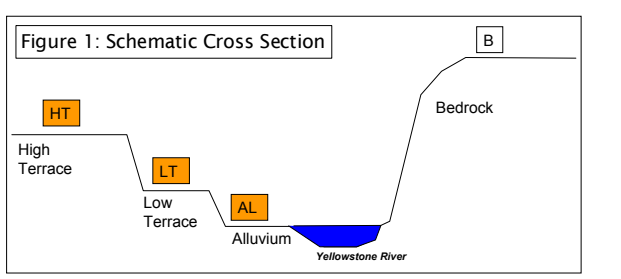 Figure 1: Schematic Cross Section
B
HT
Bedrock
High
Terrace
LT
Low
Terrace
AL
Alluvium
Yellowstone River